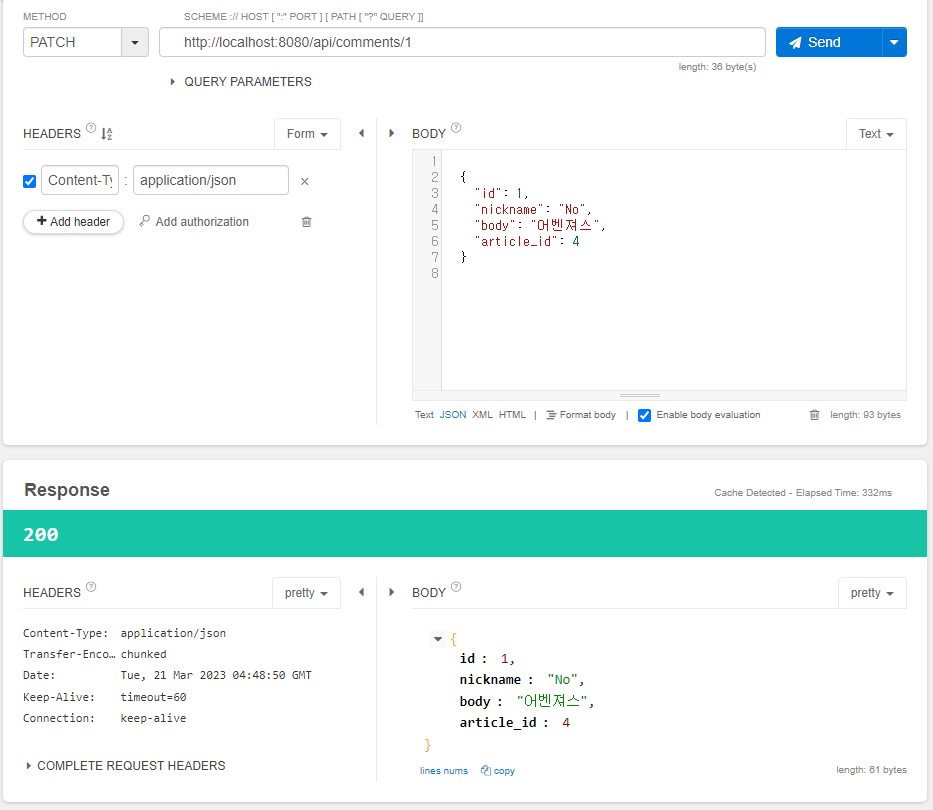 METHOD
SCHEME :// HOST [ ":" PORT ] [ PATH [ "?" QUERY ]]
PATCH
http://localhost:8080/api/comments/1
Send
length: 36 byte(s)
QUERY PARAMETERS
HEADERS ?
Form
BODY ?
Text
Content-Ty : application/json ×
+ Add header
Add authorization
1
2 {
3 "id": 1,
4 "nickname": "No",
5 "body": "어벤져스",
6 "article_id": 4
7 }
8
Text JSON XML HTML | Format body | Enable body evaluation
length: 93 bytes
Response
Cache Detected - Elapsed Time: 332ms
200
HEADERS ?
pretty
BODY ?
pretty
Content-Type: application/json
Transfer-Enco… chunked
Date: Tue, 21 Mar 2023 04:48:50 GMT
Keep-Alive: timeout=60
Connection: keep-alive
COMPLETE REQUEST HEADERS
{
id : 1,
nickname : "No",
body : "어벤져스",
article_id : 4
}
lines nums copy
length: 61 bytes